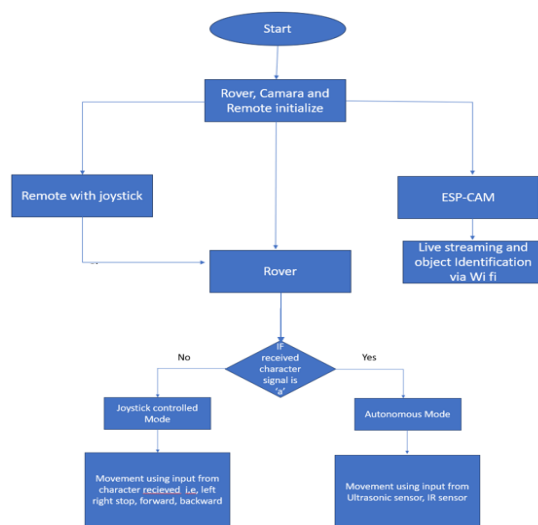 Start
Rover, Camara and
Remote initialize
Remote with joystick
ESP-CAM
Live streaming and
object Identification
via Wi fi
Rover
IF
received
character
signal is
'a'
No
Yes
Joystick controlled
Mode
Autonomous Mode
Movement using input from
character recieved i.e, left
right stop, forward, backward
Movement using input from
Ultrasonic sensor, IR sensor